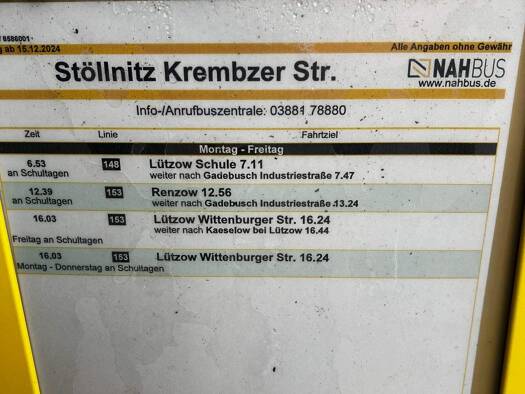 8586001
ab 15.12.2024
Alle Angaben ohne Gewähr
Stöllnitz Krembzer Str.
NAHBUS
www.nahbus.de
Info-/Anrufbuszentrale: 03881 78880
Zeit Linie Fahrtziel
Montag - Freitag
6.53 148 Lützow Schule 7.11
an Schultagen weiter nach Gadebusch Industriestraße 7.47
12.39 153 Renzow 12.56
an Schultagen weiter nach Gadebusch Industriestraße 13.24
16.03 153 Lützow Wittenburger Str. 16.24
weiter nach Kaeselow bei Lützow 16.44
Freitag an Schultagen
16.03 153 Lützow Wittenburger Str. 16.24
Montag - Donnerstag an Schultagen